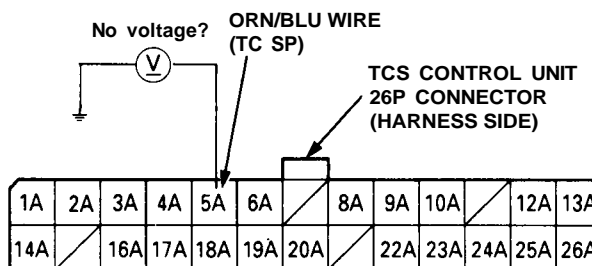 No voltage?
ORN/BLU WIRE
(TC SP)
V
TCS CONTROL UNIT
26P CONNECTOR
(HARNESS SIDE)
1A 2A 3A 4A 5A 6A 8A 9A 10A 12A 13A
14A 16A 17A 18A 19A 20A 22A 23A 24A 25A 26A